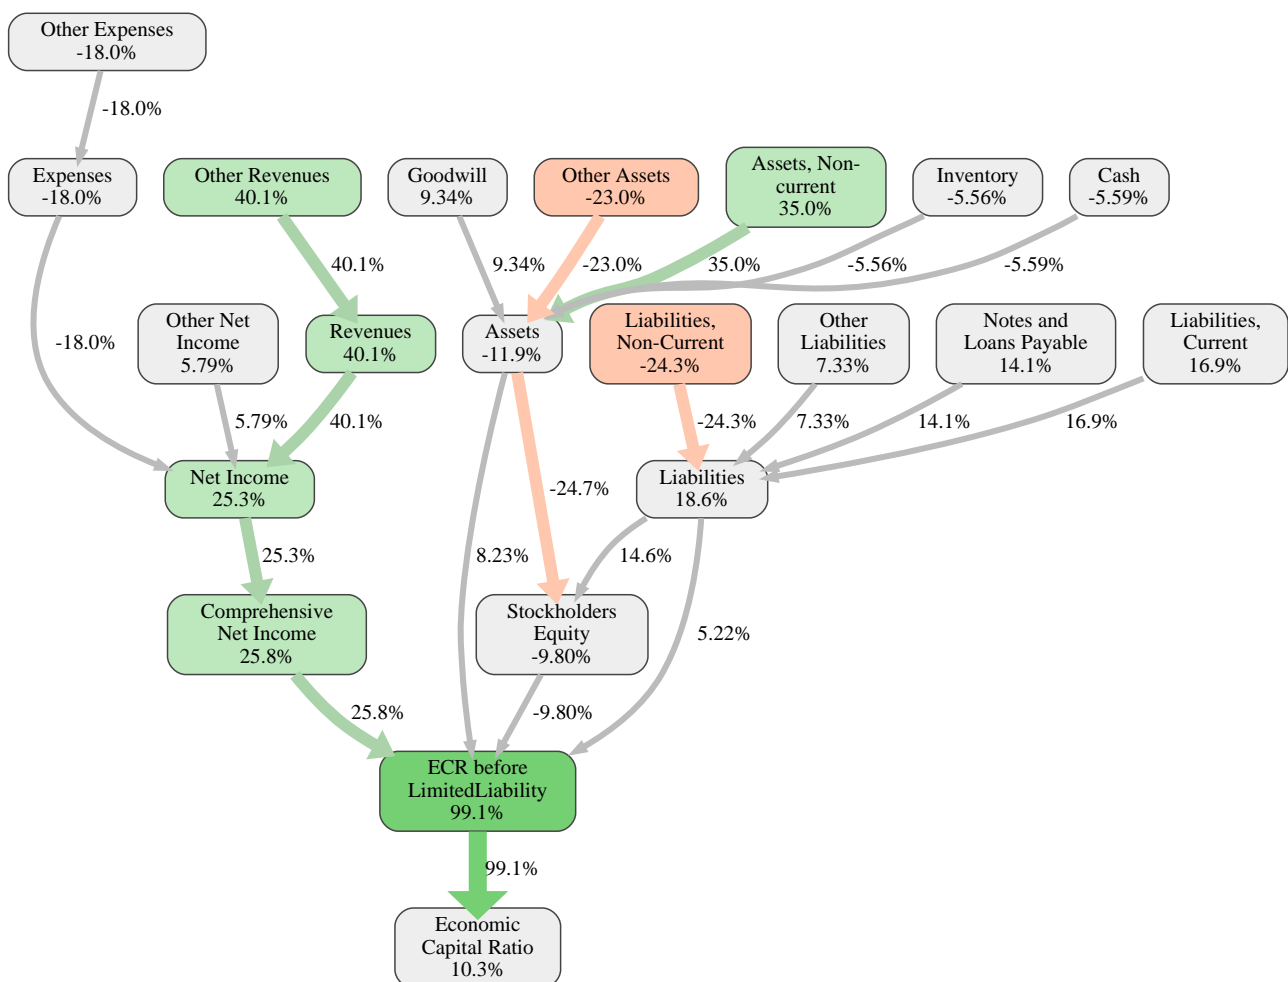 Other Expenses
-18.0%
-18.0%
Expenses
-18.0%
Other Revenues
40.1%
Goodwill
9.34%
Other Assets
-23.0%
Assets, Non-
current
35.0%
Inventory
-5.56%
Cash
-5.59%
40.1%
9.34%
-23.0%
35.0%
-5.56%
-5.59%
-18.0%
Other Net
Income
5.79%
Revenues
40.1%
Assets
-11.9%
Liabilities,
Non-Current
-24.3%
Other
Liabilities
7.33%
Notes and
Loans Payable
14.1%
Liabilities,
Current
16.9%
5.79%
40.1%
-24.3%
7.33%
14.1%
16.9%
Net Income
25.3%
-24.7%
Liabilities
18.6%
25.3%
8.23%
14.6%
Comprehensive
Net Income
25.8%
Stockholders
Equity
-9.80%
5.22%
25.8%
-9.80%
ECR before
LimitedLiability
99.1%
99.1%
Economic
Capital Ratio
10.3%